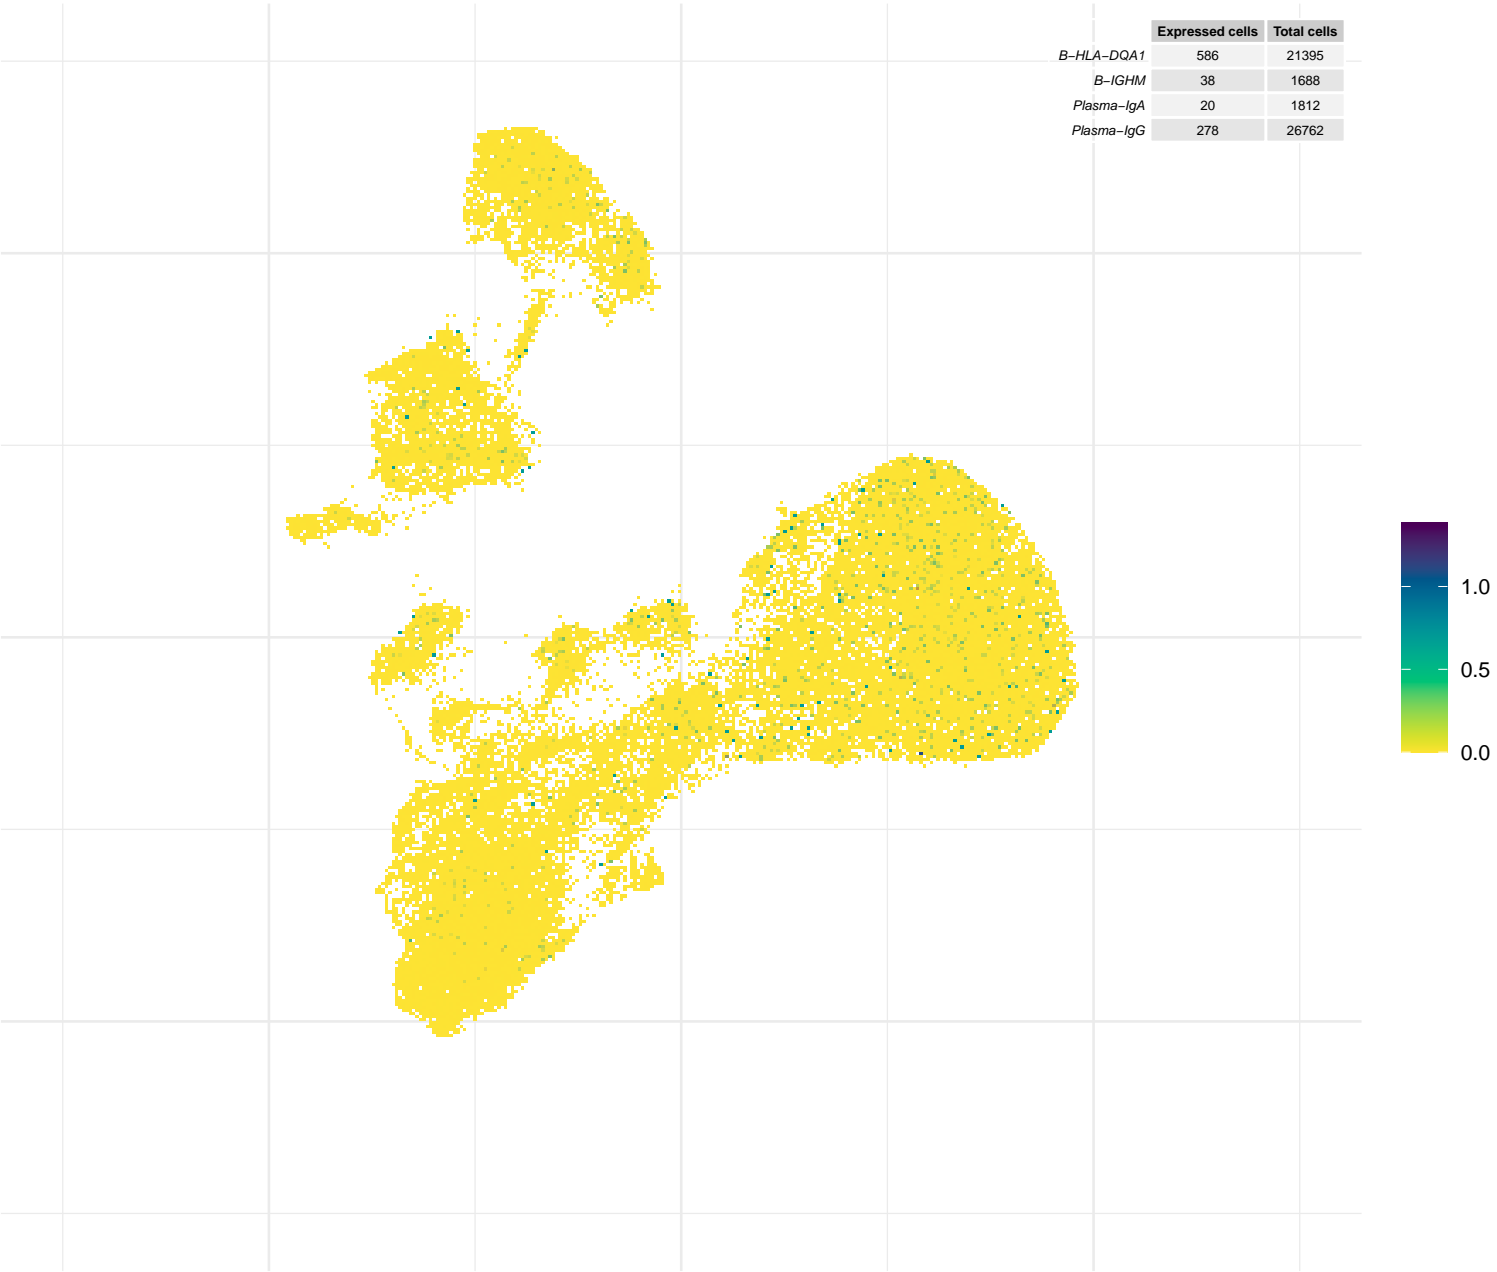 Expressed cells Total cells
B−HLA−DQA1 586 21395
B−IGHM 38 1688
Plasma−IgA 20 1812
Plasma−IgG 278 26762
1.0
0.5
0.0